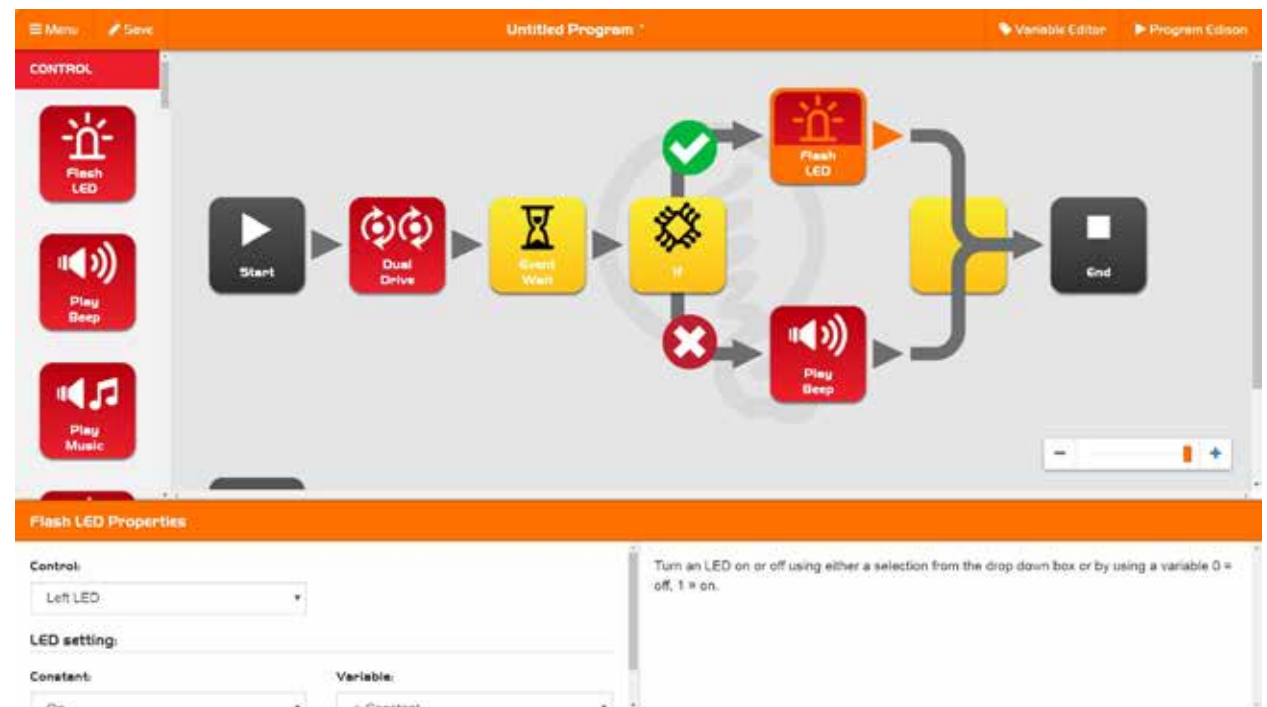 Menu
Save
Untitled Program *
Variable Editor
Program Edison
CONTROL
Flash
LED
Play
Beep
Play
Music
Start
Dual
Drive
Event
Wait
If
Flash
LED
Play
Beep
End
Flash LED Properties
Control:
Left LED
LED setting:
Constant:
On
Variable:
Turn an LED on or off using either a selection from the drop down box or by using a variable 0 =
off, 1 = on.